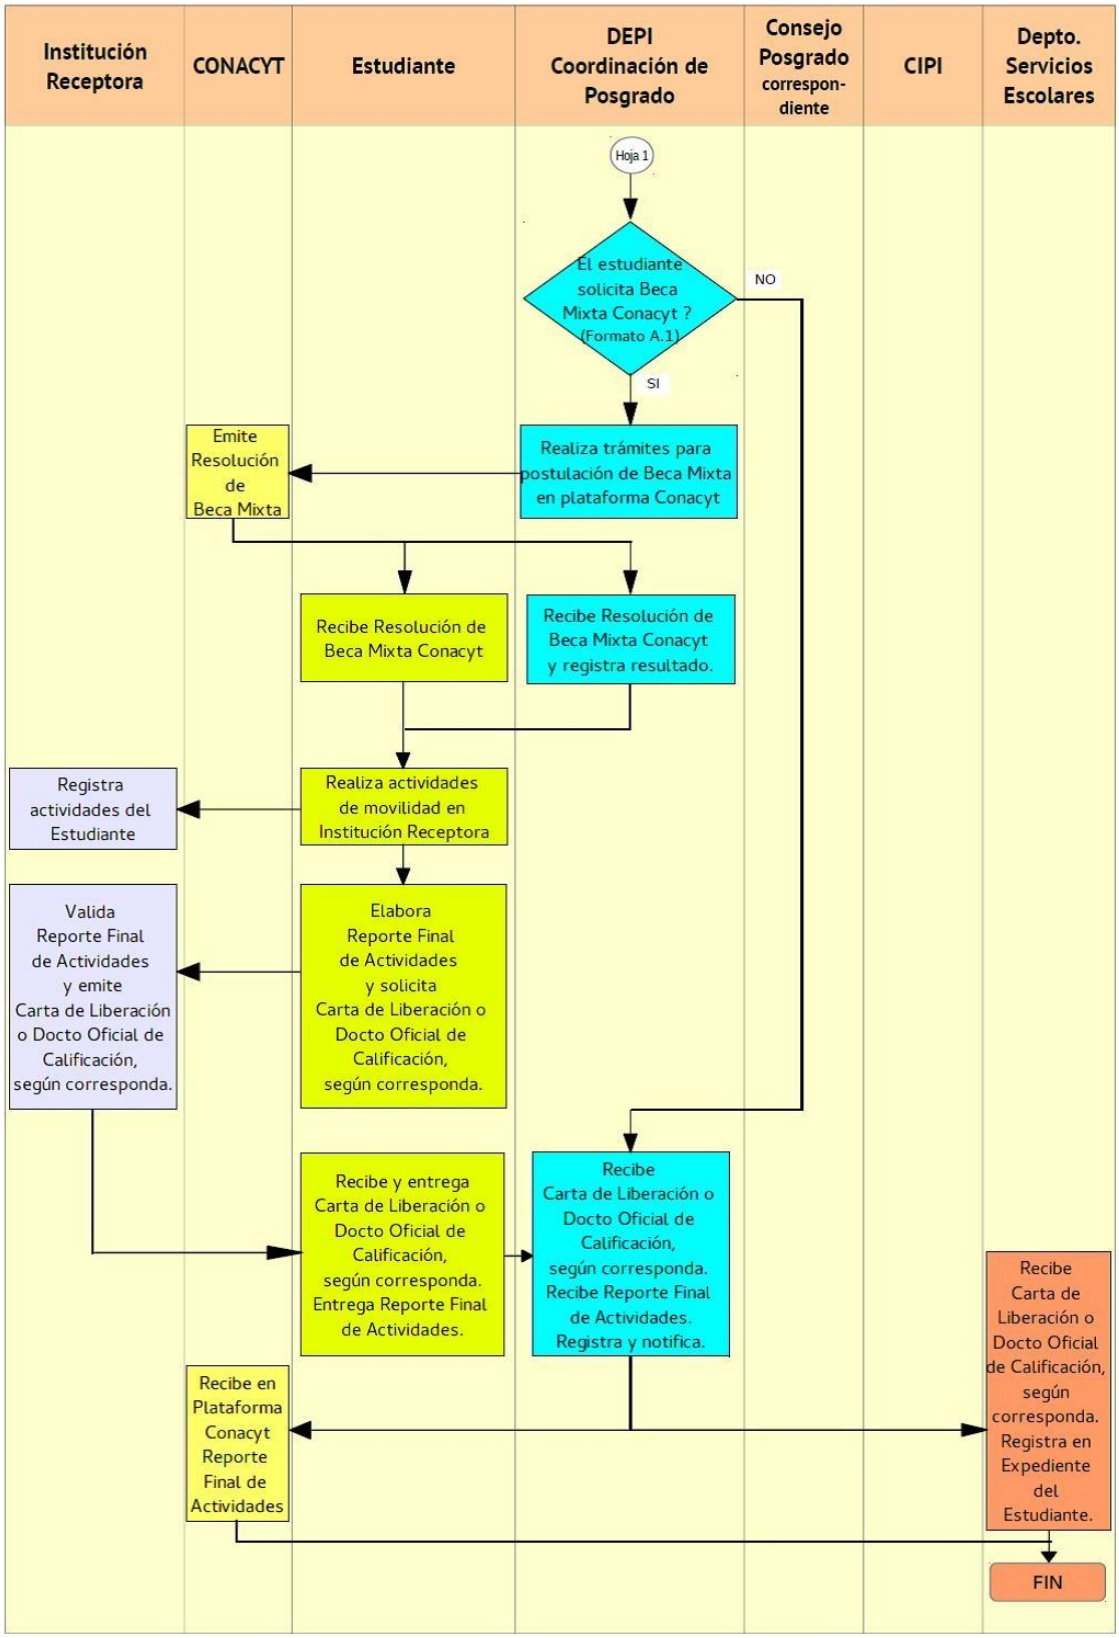 Institución
Receptora
CONACYT
Estudiante
DEPI
Coordinación de
Posgrado
Consejo
Posgrado
correspon-
diente
CIPI
Depto.
Servicios
Escolares
Hoja 1
El estudiante
solicita Beca
Mixta Conacyt ?
(Formato A.1)
NO
SI
Emite
Resolución
de
Beca Mixta
Realiza trámites para
postulación de Beca Mixta
en plataforma Conacyt
Recibe Resolución de
Beca Mixta Conacyt
Recibe Resolución de
Beca Mixta Conacyt
y registra resultado.
Registra
actividades del
Estudiante
Realiza actividades
de movilidad en
Institución Receptora
Valida
Reporte Final
de Actividades
y emite
Carta de Liberación
o Docto Oficial de
Calificación,
según corresponda.
Elabora
Reporte Final
de Actividades
y solicita
Carta de Liberación o
Docto Oficial de
Calificación,
según corresponda.
Recibe y entrega
Carta de Liberación o
Docto Oficial de
Calificación,
según corresponda.
Entrega Reporte Final
de Actividades.
Recibe
Carta de Liberación o
Docto Oficial de
Calificación,
según corresponda.
Recibe Reporte Final
de Actividades.
Registra y notifica.
Recibe
Carta de
Liberación o
Docto Oficial
de Calificación,
según
corresponda.
Registra en
Expediente
del
Estudiante.
Recibe en
Plataforma
Conacyt
Reporte
Final de
Actividades
FIN